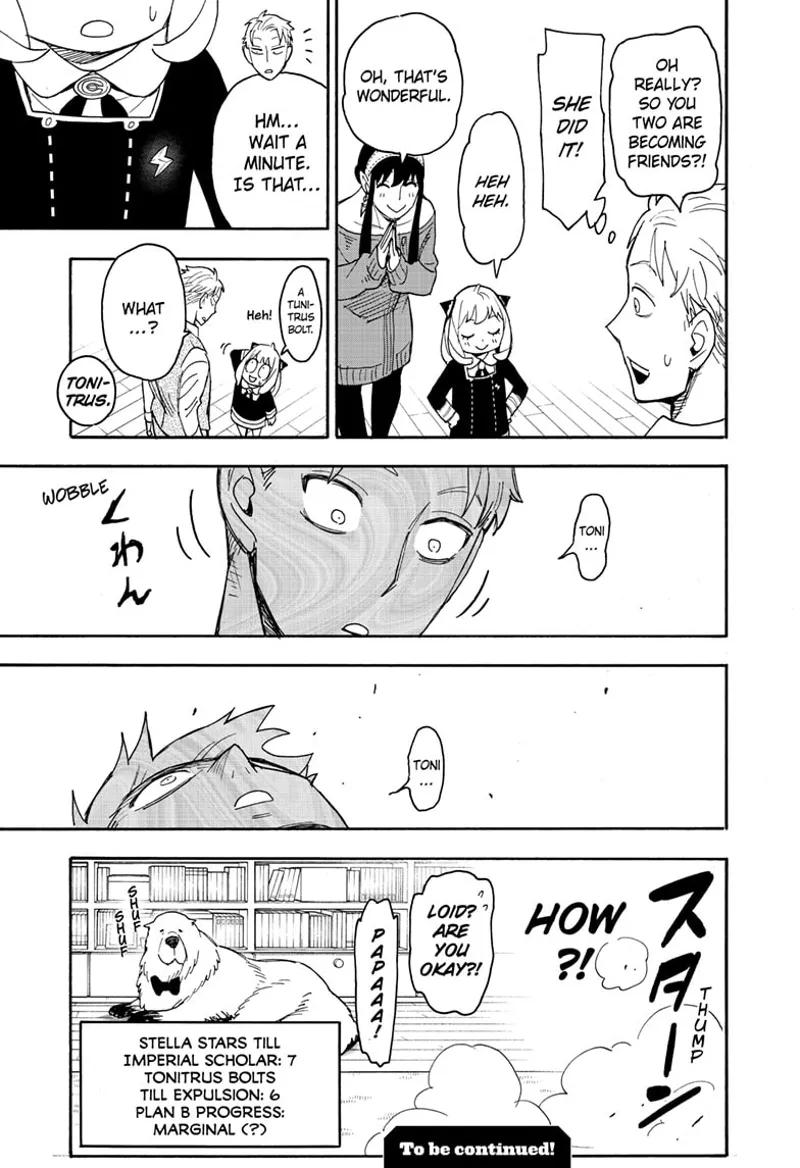 OH
REALLY?
SO YOU
TWO ARE
BECOMING
FRIENDS?!
SHE
DID
IT!
HEH
HEH.
OH, THAT'S
WONDERFUL.
HM...
WAIT A
MINUTE.
IS THAT...
A
TUNI-
TRUS
BOLT.
Heh!
WHAT
...?
TONI-
TRUS.
TONI
...
WOBBLE
くわん
TONI
...
スターン
THUMP
HOW
?!
LOID?
ARE
YOU
OKAY?!
PAPAAA!
SHUF
SHUF
STELLA STARS TILL
IMPERIAL SCHOLAR: 7
TONITRUS BOLTS
TILL EXPULSION: 6
PLAN B PROGRESS:
MARGINAL (?)
To be continued!